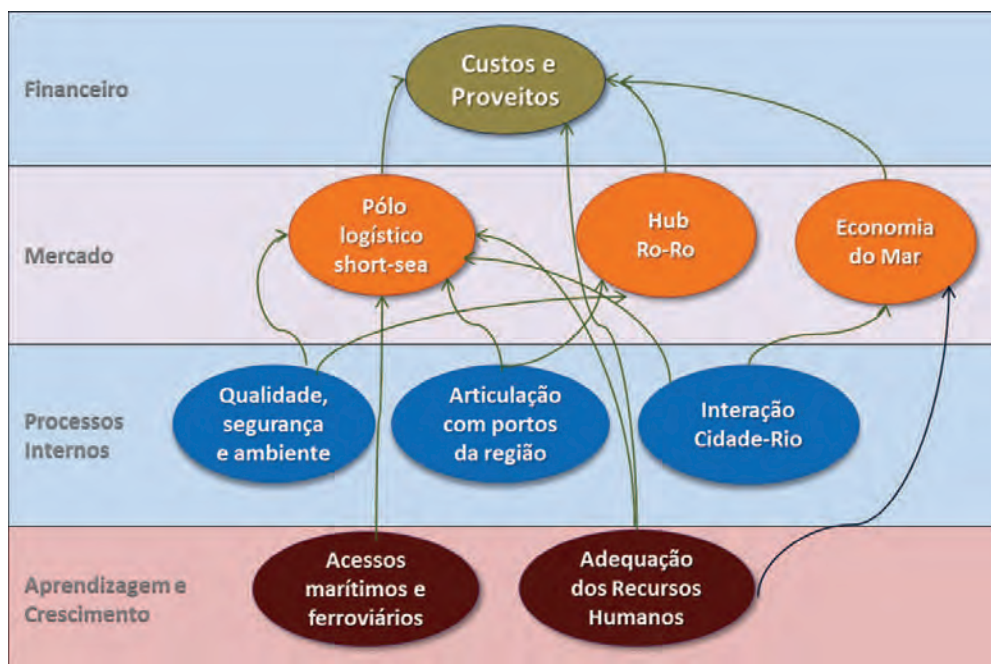 Financeiro
Custos e
Proveitos
Mercado
Pólo
logístico
short-sea
Hub
Ro-Ro
Economia
do Mar
Processos
Internos
Qualidade,
segurança
e ambiente
Articulação
com portos
da região
Interação
Cidade-Rio
Aprendizagem e
Crescimento
Acessos
marítimos e
ferroviários
Adequação
dos Recursos
Humanos